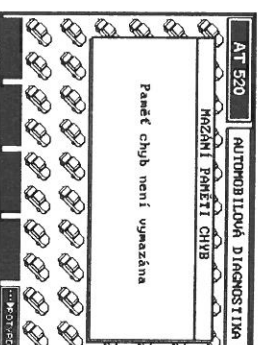 AT 520
AUTOMOBILOVÁ DIAGNOSTIKA
MAZÁNÍ PAMĚTI CHYB
Paměť chyb není vymazána